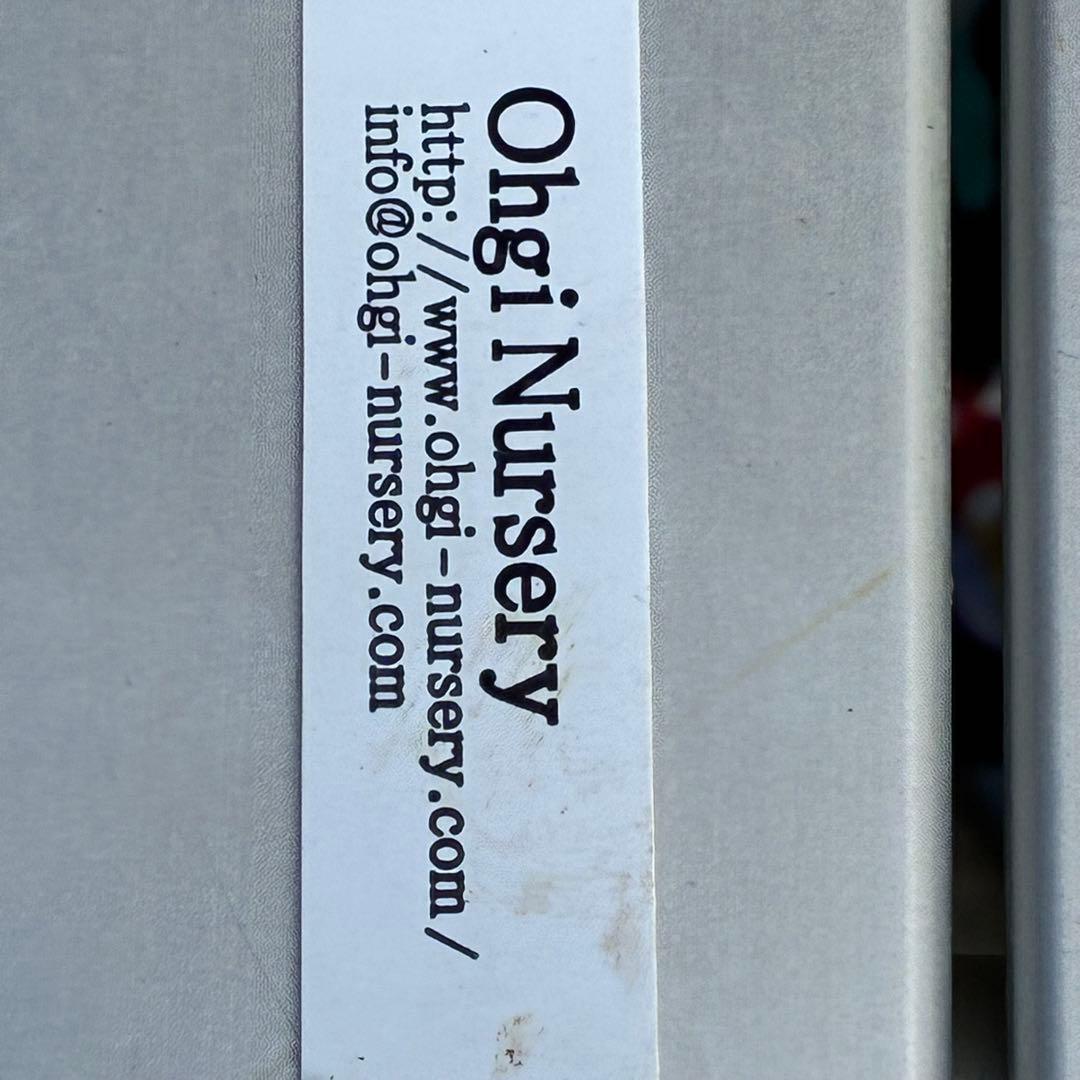 Ohgi Nursery
http://www.ohgi-nursery.com/
info@ohgi-nursery.com